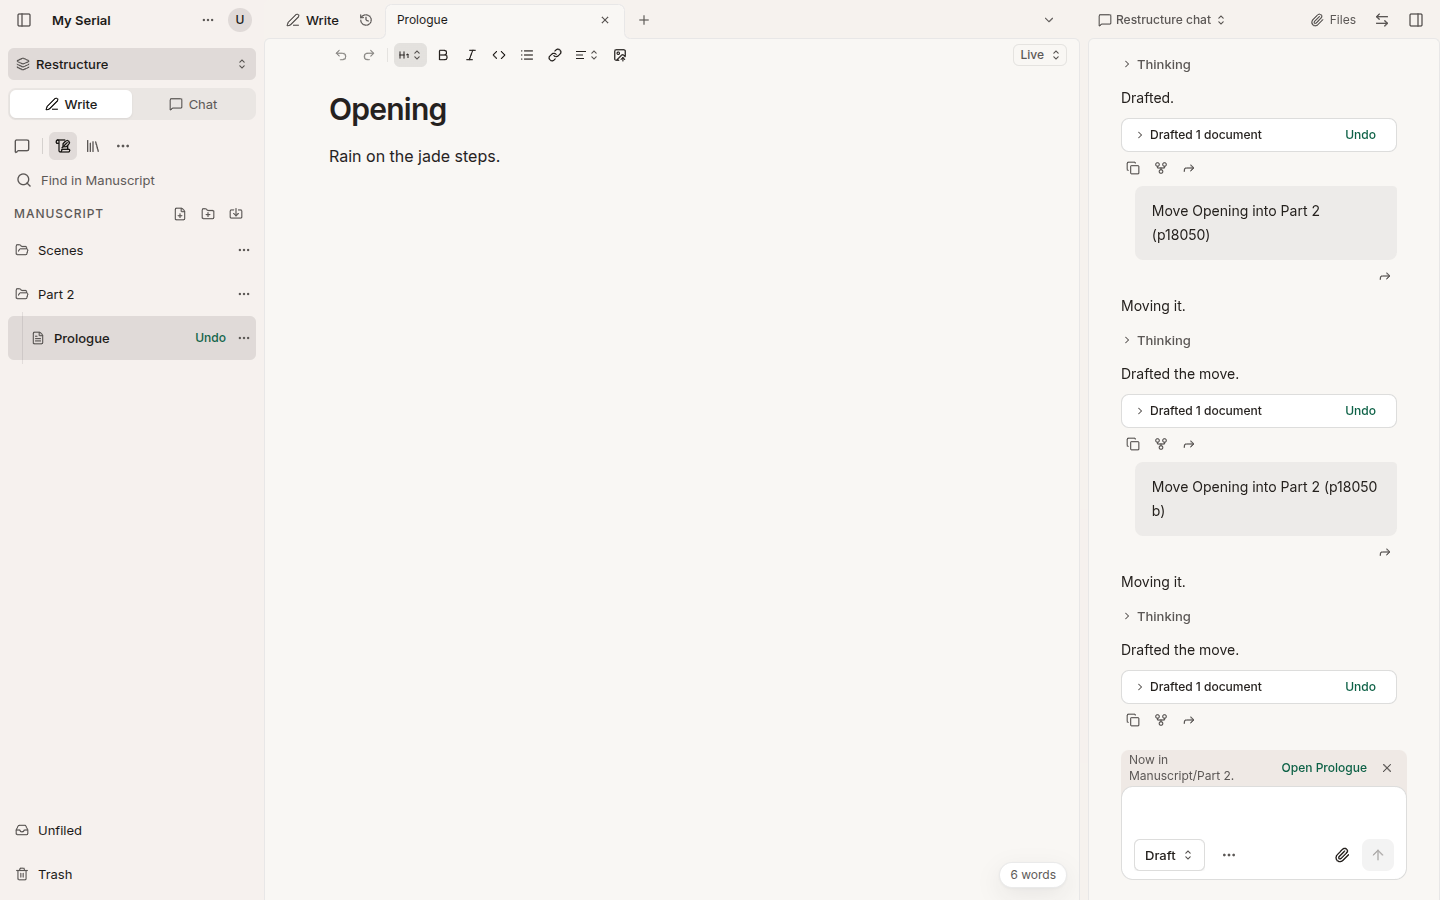 My Serial
U
Restructure
Write
Chat
Find in Manuscript
MANUSCRIPT
Scenes
Part 2
Prologue
Undo
Unfiled
Trash
Write
Prologue
H1
Live
Opening
Rain on the jade steps.
6 words
Restructure chat
Files
Thinking
Drafted.
Drafted 1 document
Undo
Move Opening into Part 2
(p18050)
Moving it.
Thinking
Drafted the move.
Drafted 1 document
Undo
Move Opening into Part 2 (p18050
b)
Moving it.
Thinking
Drafted the move.
Drafted 1 document
Undo
Now in
Manuscript/Part 2.
Open Prologue
Draft